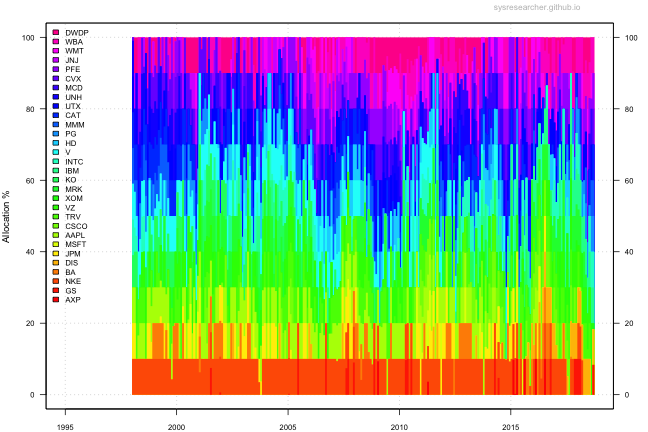 sysresearcher.github.io
DWDP
WBA
WMT
JNJ
PFE
CVX
MCD
UNH
UTX
CAT
MMM
PG
HD
V
INTC
IBM
KO
MRK
XOM
VZ
TRV
CSCO
AAPL
MSFT
JPM
DIS
BA
NKE
GS
AXP
Allocation %
100
80
60
40
20
0
100
80
60
40
20
0
1995 2000 2005 2010 2015